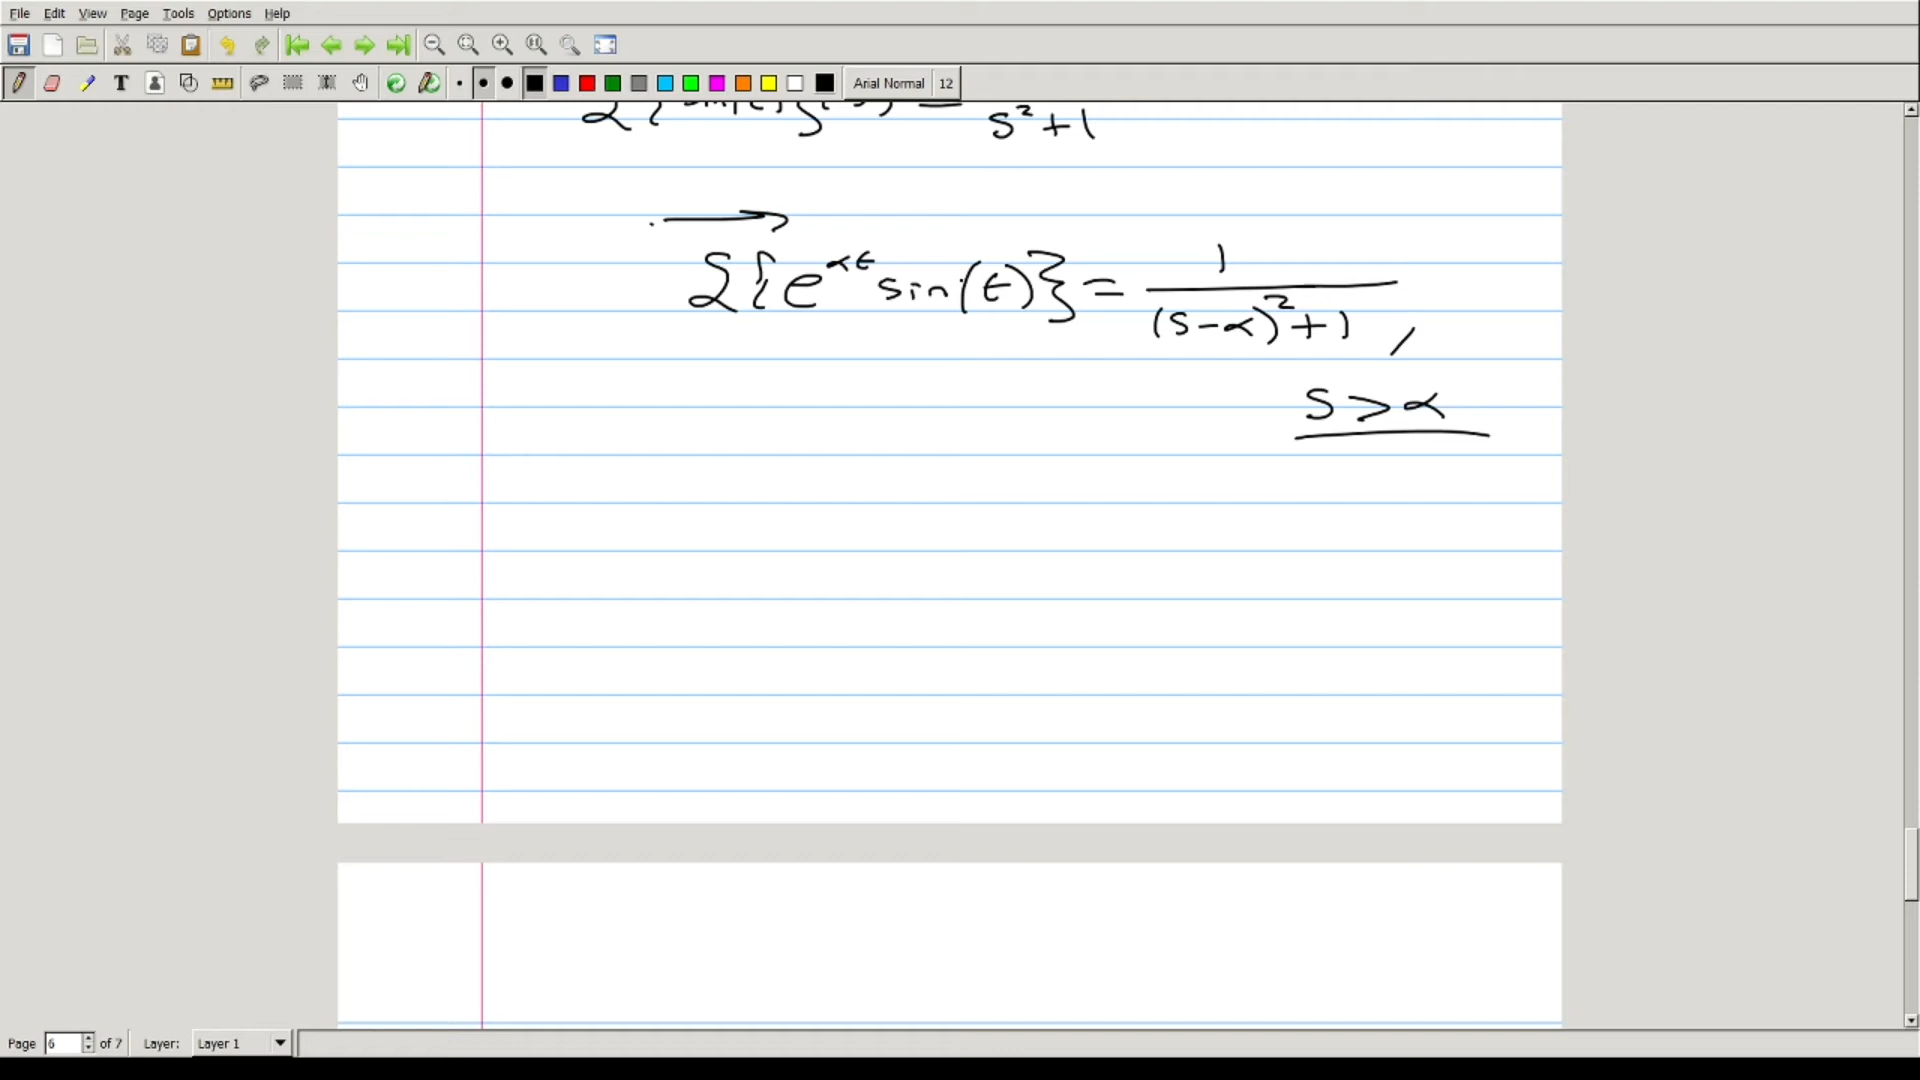 File Edit View Page Tools Options Help
Arial Normal 12
s²+1
ℒ{e^{αt} sin(t)} = 1/((s-α)²+1) ,
s > α
Page 6 of 7 Layer: Layer 1